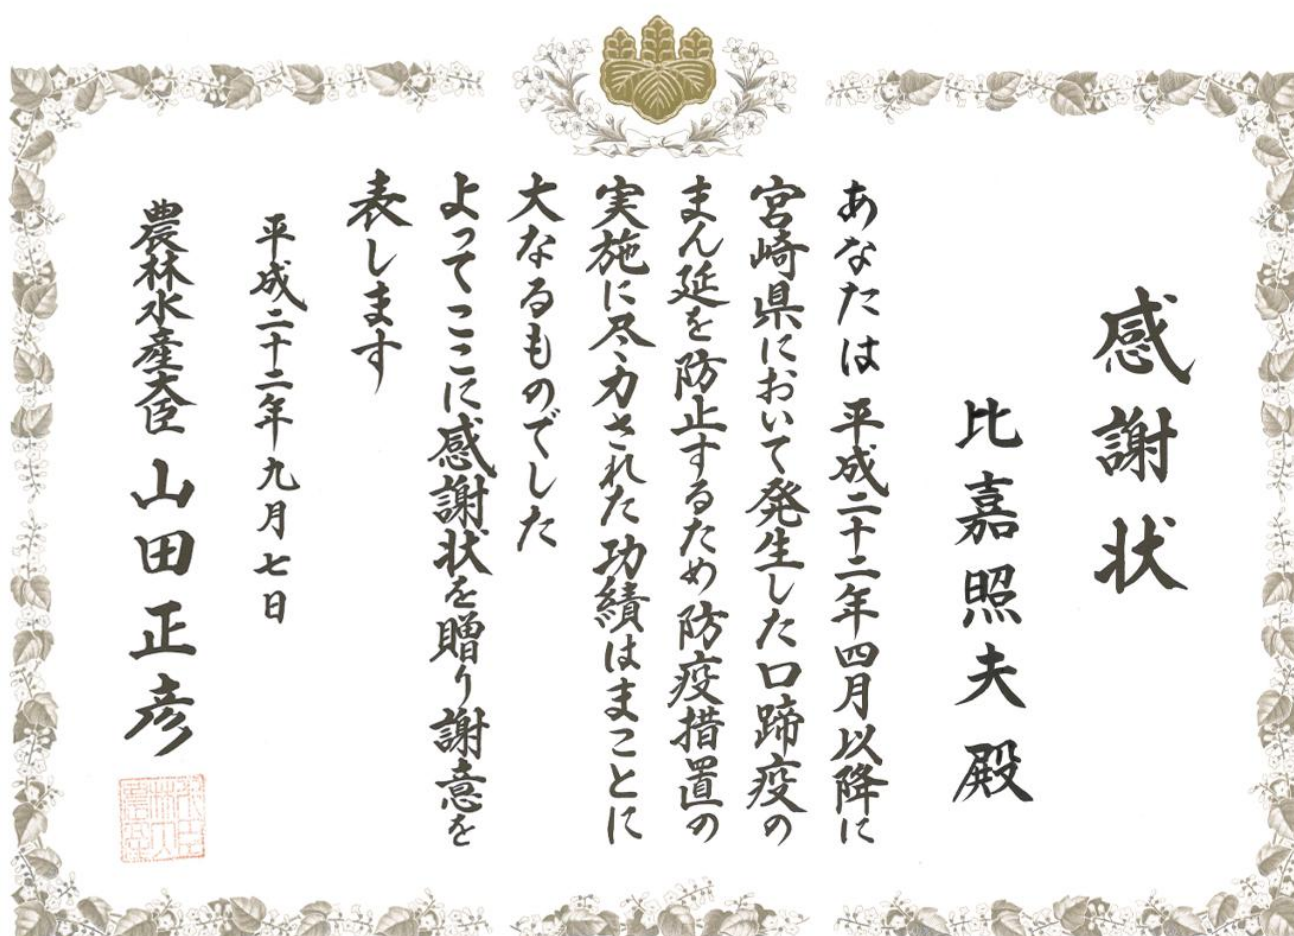 感謝状
比嘉照夫殿
あなたは平成二十二年四月以降に
宮崎県において発生した口蹄疫の
まん延を防止するため防疫措置の
実施に尽力された功績はまことに
大なるものでした
よってここに感謝状を贈り謝意を
表します
平成二十二年九月七日
農林水産大臣 山田正彦